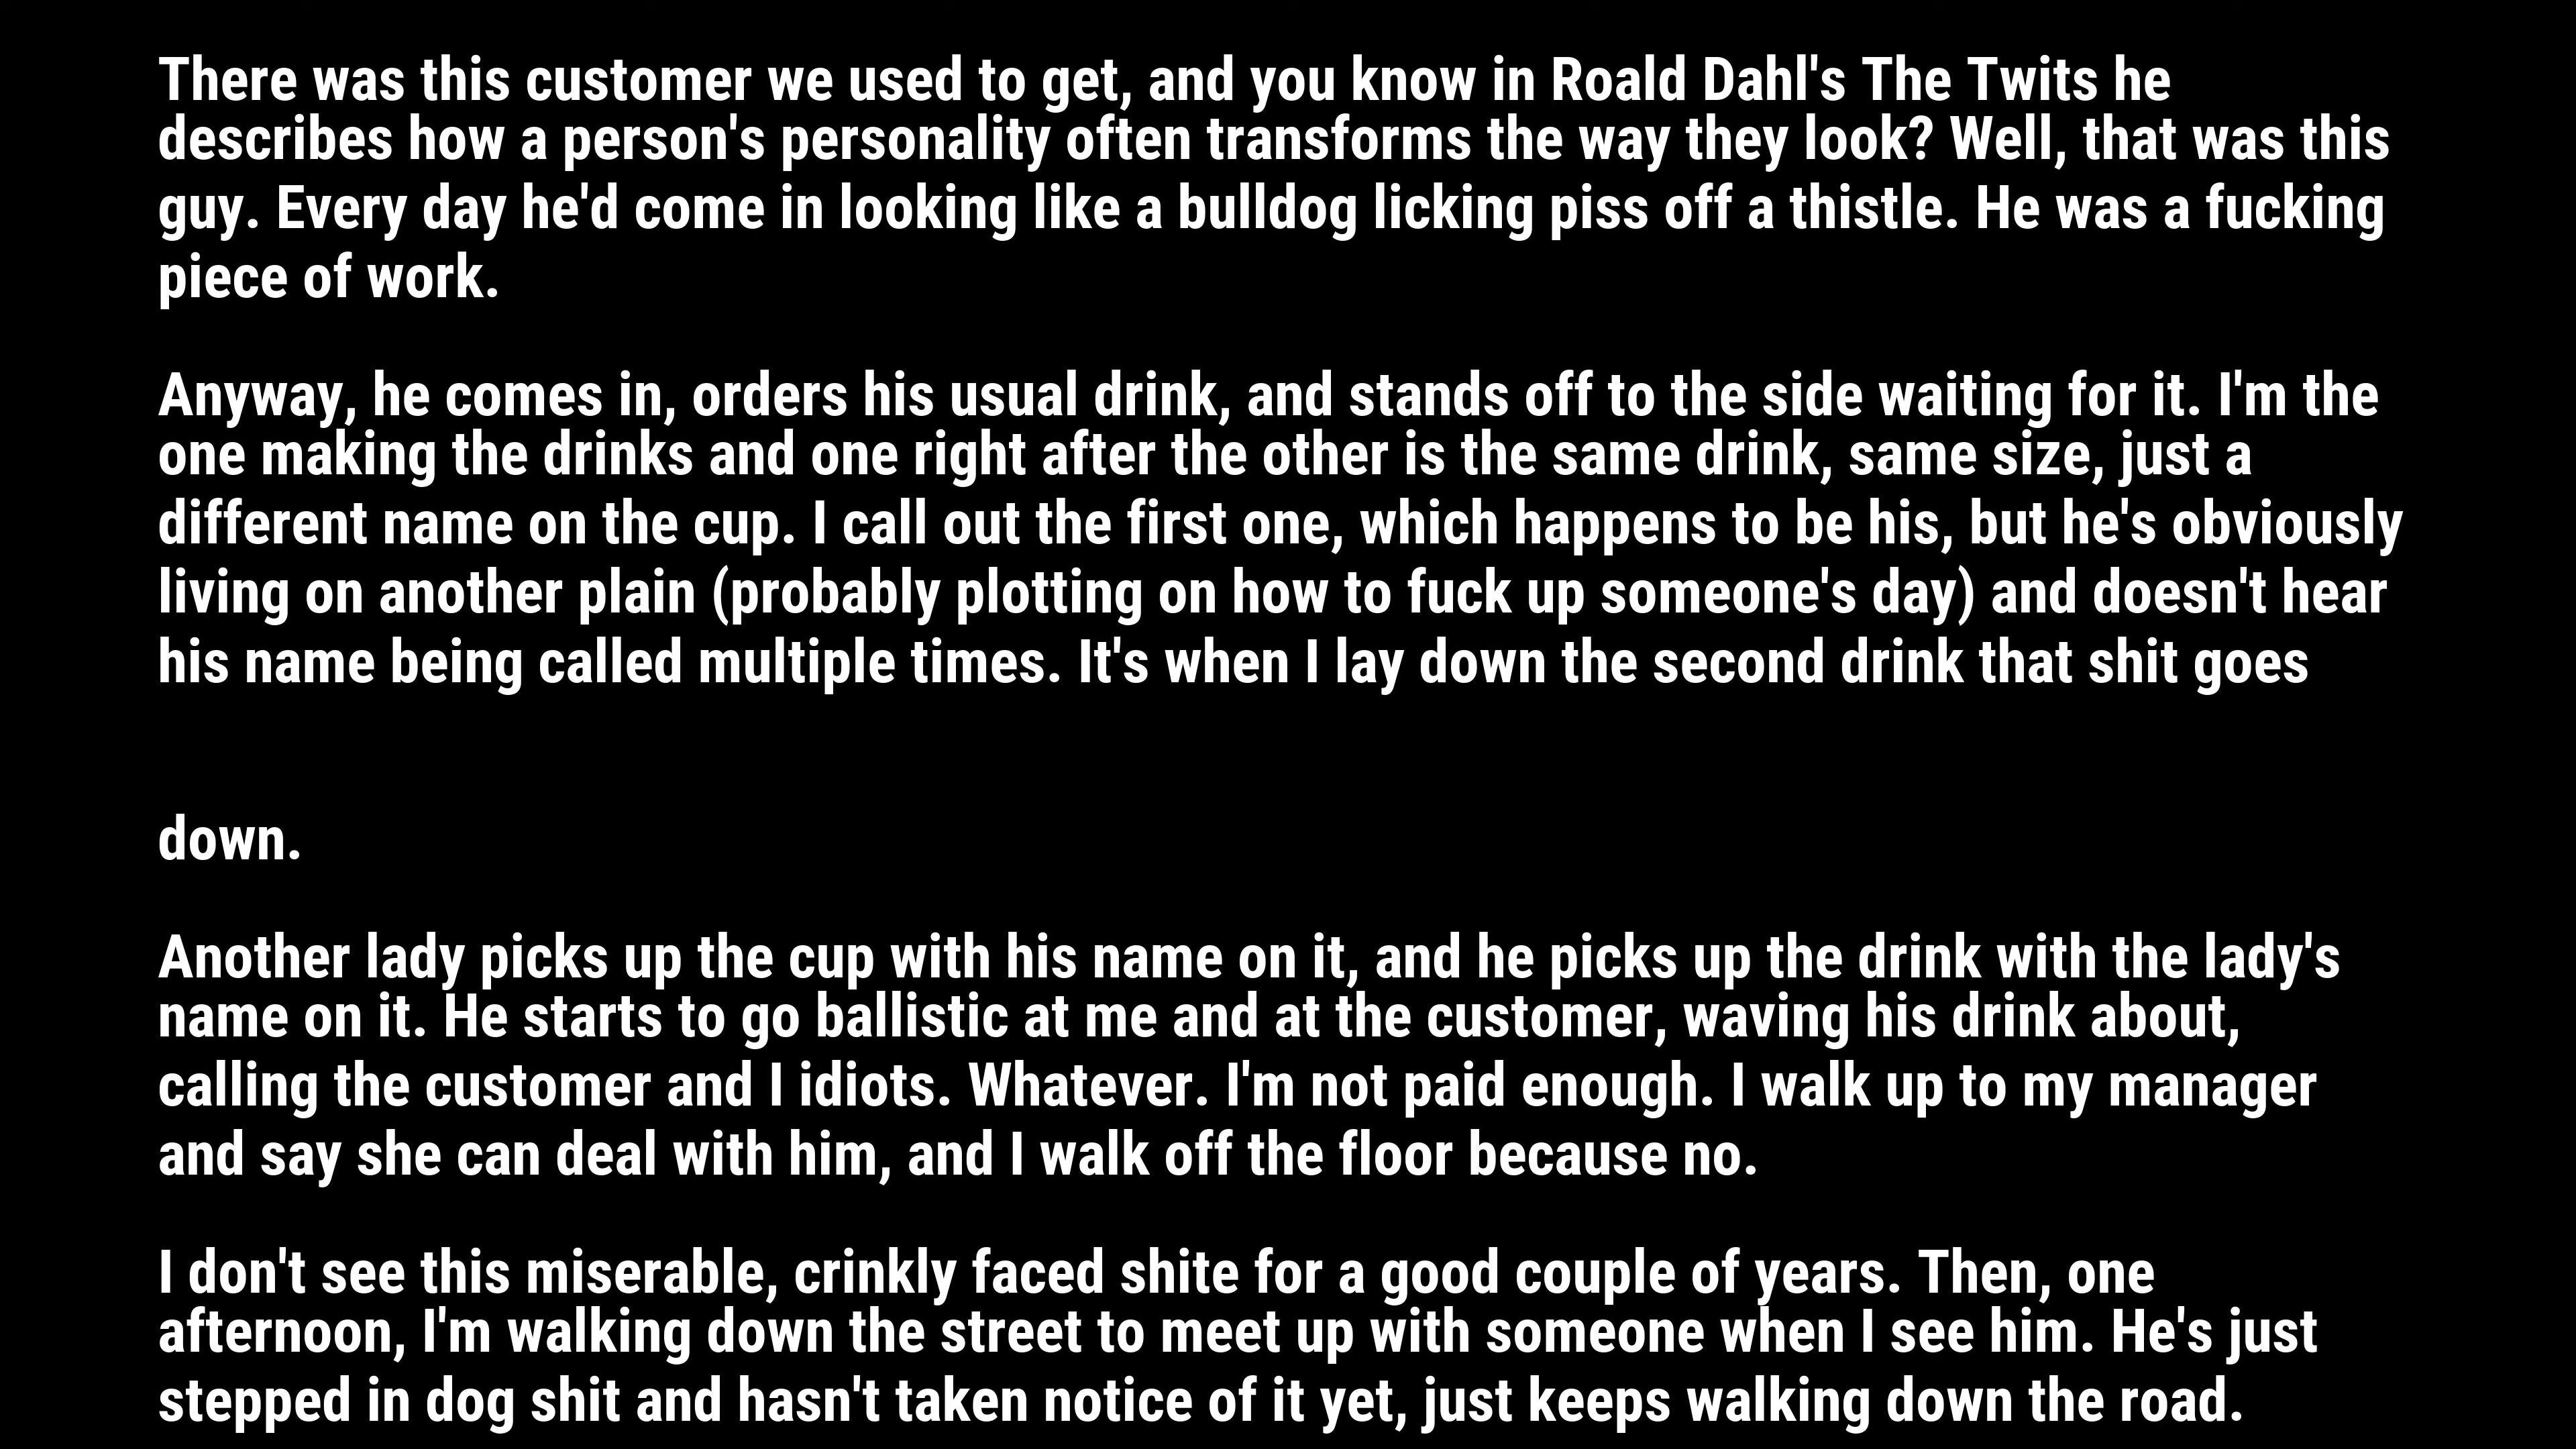 There was this customer we used to get, and you know in Roald Dahl's The Twits he
describes how a person's personality often transforms the way they look? Well, that was this
guy. Every day he'd come in looking like a bulldog licking piss off a thistle. He was a fucking
piece of work.
Anyway, he comes in, orders his usual drink, and stands off to the side waiting for it. I'm the
one making the drinks and one right after the other is the same drink, same size, just a
different name on the cup. I call out the first one, which happens to be his, but he's obviously
living on another plain (probably plotting on how to fuck up someone's day) and doesn't hear
his name being called multiple times. It's when I lay down the second drink that shit goes
down.
Another lady picks up the cup with his name on it, and he picks up the drink with the lady's
name on it. He starts to go ballistic at me and at the customer, waving his drink about,
calling the customer and I idiots. Whatever. I'm not paid enough. I walk up to my manager
and say she can deal with him, and I walk off the floor because no.
I don't see this miserable, crinkly faced shite for a good couple of years. Then, one
afternoon, I'm walking down the street to meet up with someone when I see him. He's just
stepped in dog shit and hasn't taken notice of it yet, just keeps walking down the road.